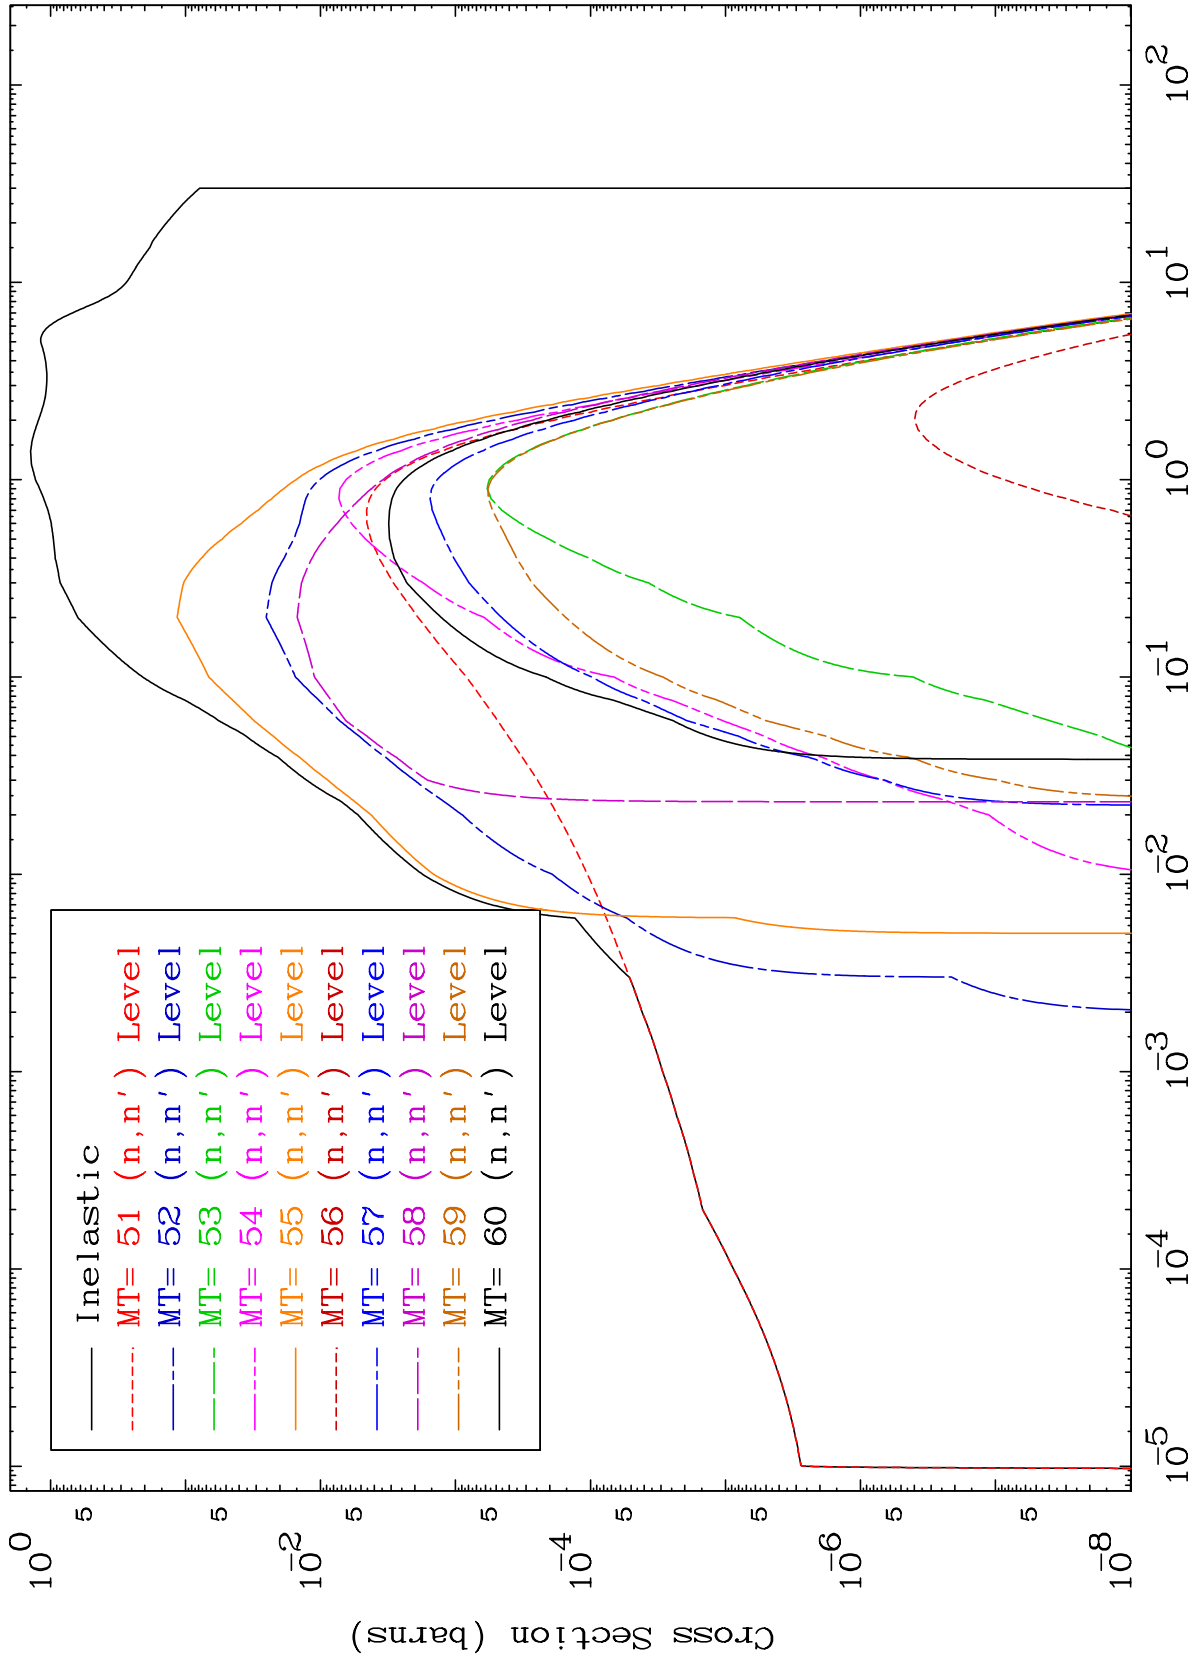 Cross Section (barns)
10^0
5
10^-2
5
5
10^-4
5
5
10^-6
5
5
10^-8
Inelastic
MT= 51 (n,n') Level
MT= 52 (n,n') Level
MT= 53 (n,n') Level
MT= 54 (n,n') Level
MT= 55 (n,n') Level
MT= 56 (n,n') Level
MT= 57 (n,n') Level
MT= 58 (n,n') Level
MT= 59 (n,n') Level
MT= 60 (n,n') Level
10^-5
10^-4
10^-3
10^-2
10^-1
10^0
10^1
10^2